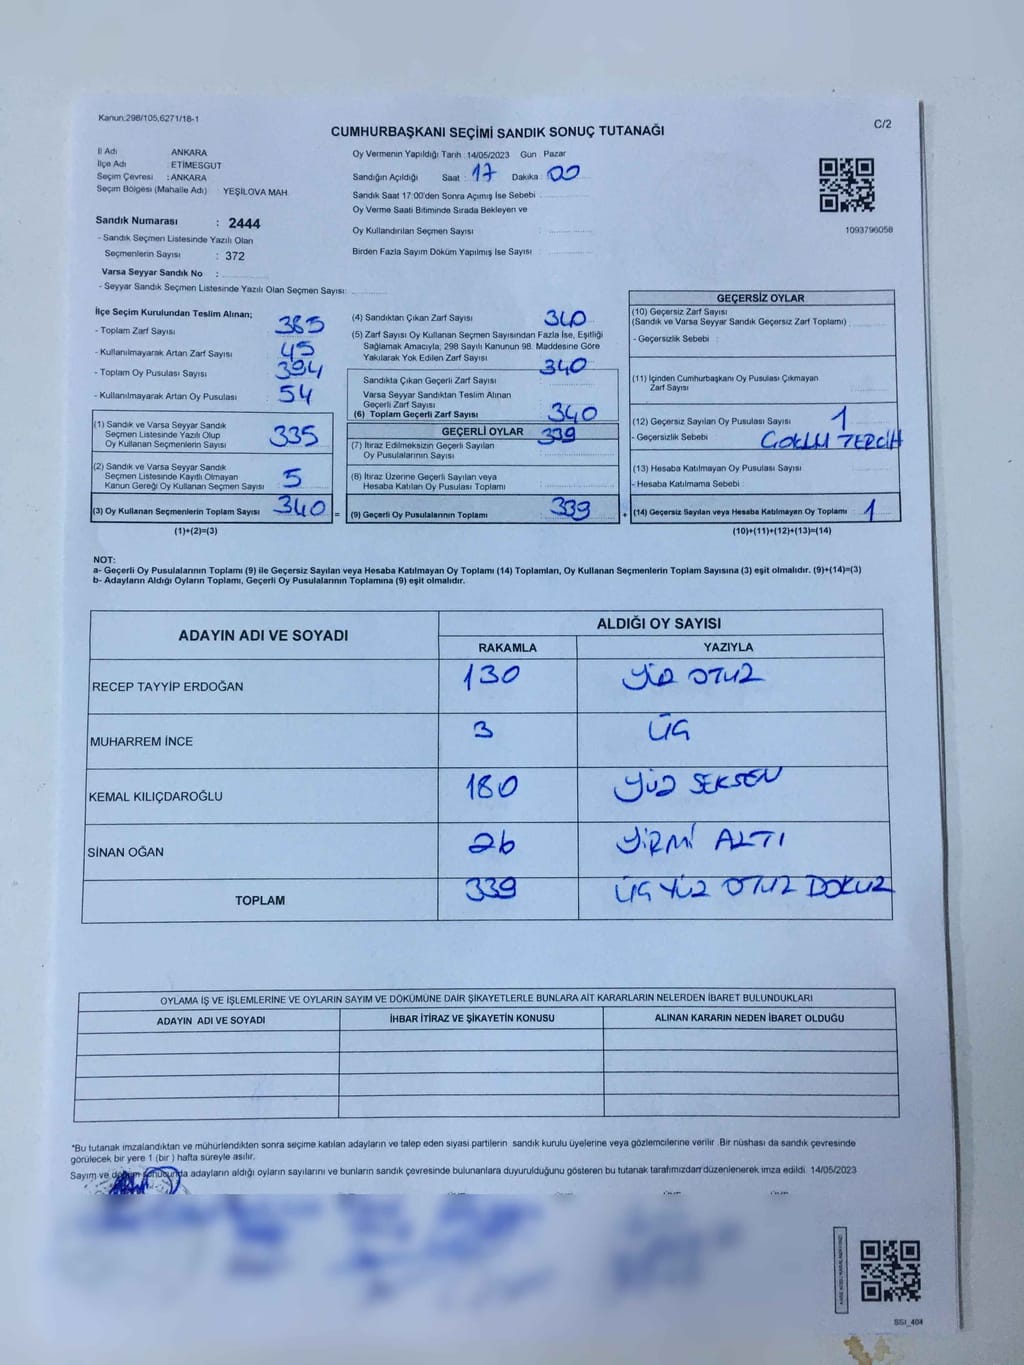 Kanun:298/105,6271/18-1
C/2
CUMHURBAŞKANI SEÇİMİ SANDIK SONUÇ TUTANAĞI
İl Adı ANKARA
İlçe Adı : ETİMESGUT
Seçim Çevresi : ANKARA
Seçim Bölgesi (Mahalle Adı) : YEŞİLOVA MAH.
Sandık Numarası : 2444
- Sandık Seçmen Listesinde Yazılı Olan
Seçmenlerin Sayısı : 372
Varsa Seyyar Sandık No :
- Seyyar Sandık Seçmen Listesinde Yazılı Olan Seçmen Sayısı:
Oy Vermenin Yapıldığı Tarih :14/05/2023 Gün Pazar
Sandığın Açıldığı Saat : 17 Dakika : 00
Sandık Saat 17:00'den Sonra Açımış İse Sebebi :
Oy Verme Saati Bitiminde Sırada Bekleyen ve
Oy Kullandırılan Seçmen Sayısı :
Birden Fazla Sayım Döküm Yapılmış İse Sayısı :
1093796058
İlçe Seçim Kurulundan Teslim Alınan;
- Toplam Zarf Sayısı 385
- Kullanılmayarak Artan Zarf Sayısı 45
- Toplam Oy Pusulası Sayısı 394
- Kullanılmayarak Artan Oy Pusulası 54
(1) Sandık ve Varsa Seyyar Sandık
Seçmen Listesinde Yazılı Olup
Oy Kullanan Seçmenlerin Sayısı 335
(2) Sandık ve Varsa Seyyar Sandık
Seçmen Listesinde Kayıtlı Olmayan
Kanun Gereği Oy Kullanan Seçmen Sayısı 5
(3) Oy Kullanan Seçmenlerin Toplam Sayısı 340 =
(1)+(2)=(3)
(4) Sandıktan Çıkan Zarf Sayısı 340
(5) Zarf Sayısı Oy Kullanan Seçmen Sayısından Fazla İse, Eşitliği
Sağlamak Amacıyla, 298 Sayılı Kanunun 98. Maddesine Göre
Yakılarak Yok Edilen Zarf Sayısı
Sandıkta Çıkan Geçerli Zarf Sayısı 340
Varsa Seyyar Sandıktan Teslim Alınan
Geçerli Zarf Sayısı
(6) Toplam Geçerli Zarf Sayısı 340
GEÇERLİ OYLAR
(7) İtiraz Edilmeksizin Geçerli Sayılan 339
Oy Pusulalarının Sayısı
(8) İtiraz Üzerine Geçerli Sayılan veya
Hesaba Katılan Oy Pusulası Toplamı
(9) Geçerli Oy Pusulalarının Toplamı 339 +
GEÇERSİZ OYLAR
(10) Geçersiz Zarf Sayısı
(Sandık ve Varsa Seyyar Sandık Geçersiz Zarf Toplamı)
- Geçersizlik Sebebi :
(11) İçinden Cumhurbaşkanı Oy Pusulası Çıkmayan
Zarf Sayısı
(12) Geçersiz Sayılan Oy Pusulası Sayısı 1
- Geçersizlik Sebebi : ÇOKLU TERCİH
(13) Hesaba Katılmayan Oy Pusulası Sayısı
- Hesaba Katılmama Sebebi :
(14) Geçersiz Sayılan veya Hesaba Katılmayan Oy Toplamı 1
(10)+(11)+(12)+(13)=(14)
NOT:
a- Geçerli Oy Pusulalarının Toplamı (9) ile Geçersiz Sayılan veya Hesaba Katılmayan Oy Toplamı (14) Toplamları, Oy Kullanan Seçmenlerin Toplam Sayısına (3) eşit olmalıdır. (9)+(14)=(3)
b- Adayların Aldığı Oyların Toplamı, Geçerli Oy Pusulalarının Toplamına (9) eşit olmalıdır.
ADAYIN ADI VE SOYADI
ALDIĞI OY SAYISI
RAKAMLA YAZIYLA
RECEP TAYYİP ERDOĞAN 130 YÜZ OTUZ
MUHARREM İNCE 3 ÜÇ
KEMAL KILIÇDAROĞLU 180 YÜZ SEKSEN
SİNAN OĞAN 26 YİRMİ ALTI
TOPLAM 339 ÜÇ YÜZ OTUZ DOKUZ
OYLAMA İŞ VE İŞLEMLERİNE VE OYLARIN SAYIM VE DÖKÜMÜNE DAİR ŞİKAYETLERLE BUNLARA AİT KARARLARIN NELERDEN İBARET BULUNDUKLARI
ADAYIN ADI VE SOYADI İHBAR İTİRAZ VE ŞİKAYETİN KONUSU ALINAN KARARIN NEDEN İBARET OLDUĞU
*Bu tutanak imzalandıktan ve mühürlendikten sonra seçime katılan adayların ve talep eden siyasi partilerin sandık kurulu üyelerine veya gözlemcilerine verilir .Bir nüshası da sandık çevresinde
görülecek bir yere 1 (bir ) hafta süreyle asılır.
Sayım ve döküm sonucunda adayların aldığı oyların sayılarını ve bunların sandık çevresinde bulunanlara duyurulduğunu gösteren bu tutanak tarafımızdan düzenlenerek imza edildi. 14/05/2023
SSI_404